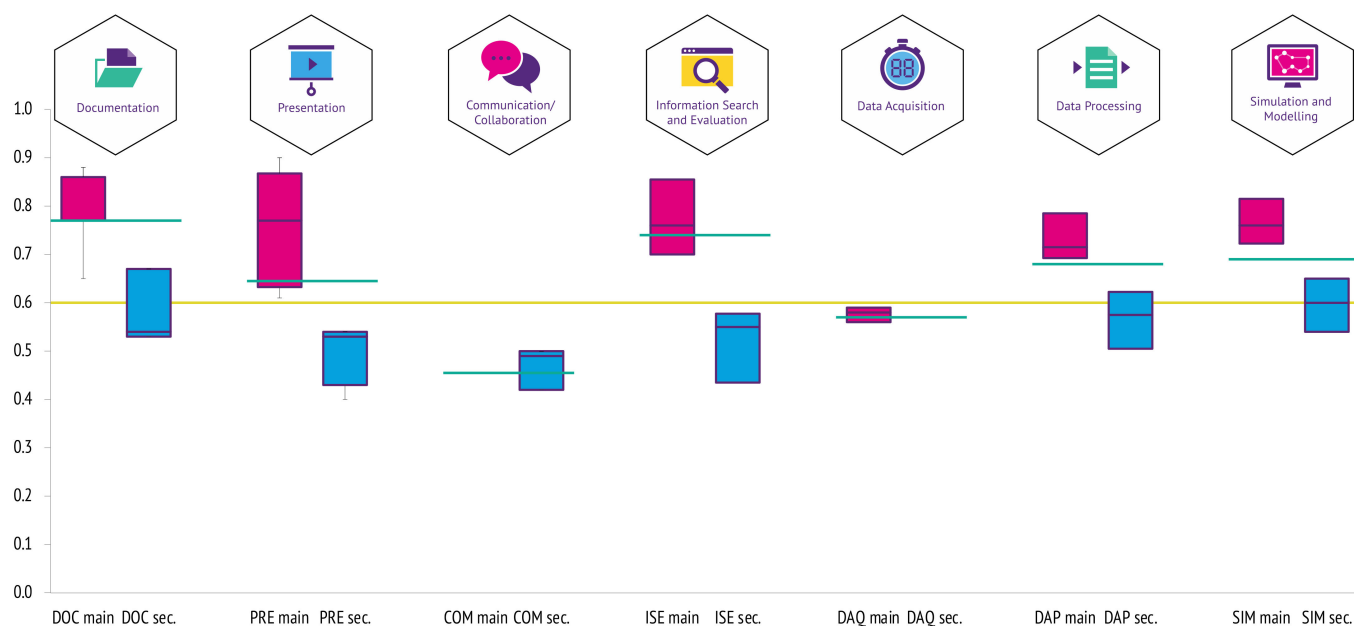 Documentation
Presentation
Communication/
Collaboration
Information Search
and Evaluation
88
Data Acquisition
Data Processing
Simulation and
Modelling
1.0
0.9
0.8
0.7
0.6
0.5
0.4
0.3
0.2
0.1
0.0
DOC main DOC sec. PRE main PRE sec. COM main COM sec. ISE main ISE sec. DAQ main DAQ sec. DAP main DAP sec. SIM main SIM sec.